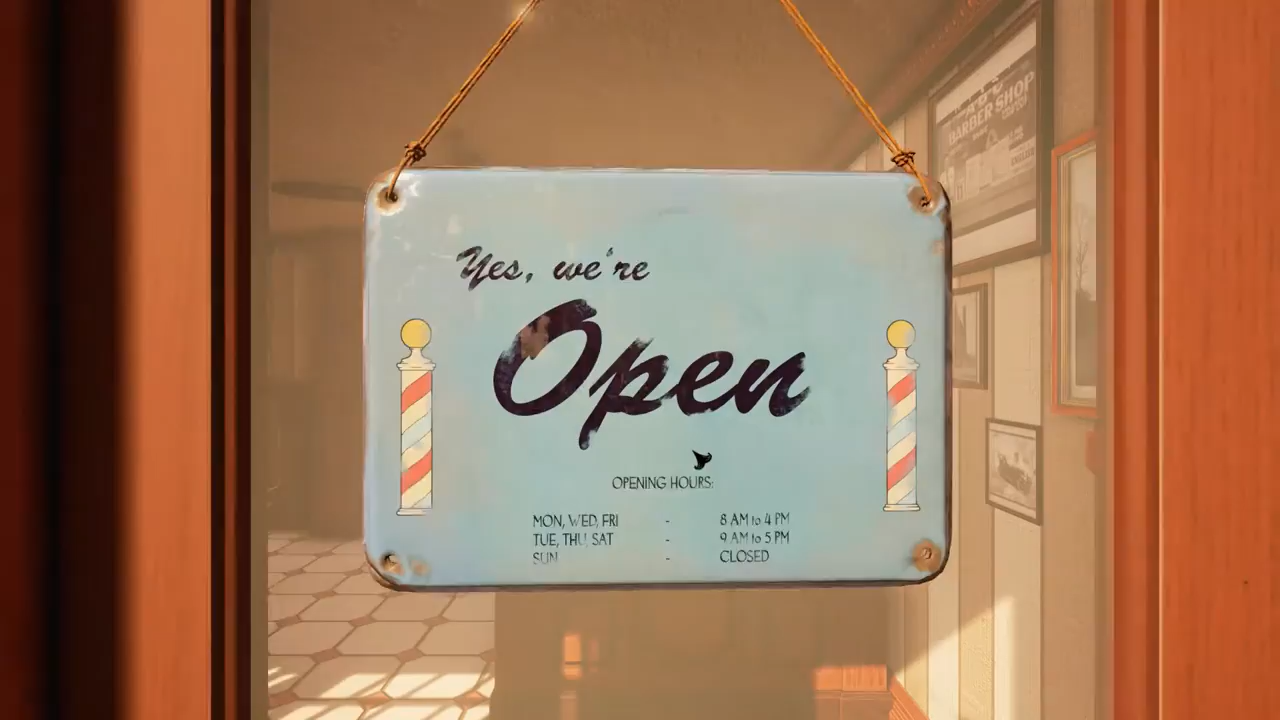 BARBER SHOP
Yes, we're
Open
OPENING HOURS:
MON, WED, FRI - 8 AM to 4 PM
TUE, THU, SAT - 9 AM to 5 PM
SUN - CLOSED